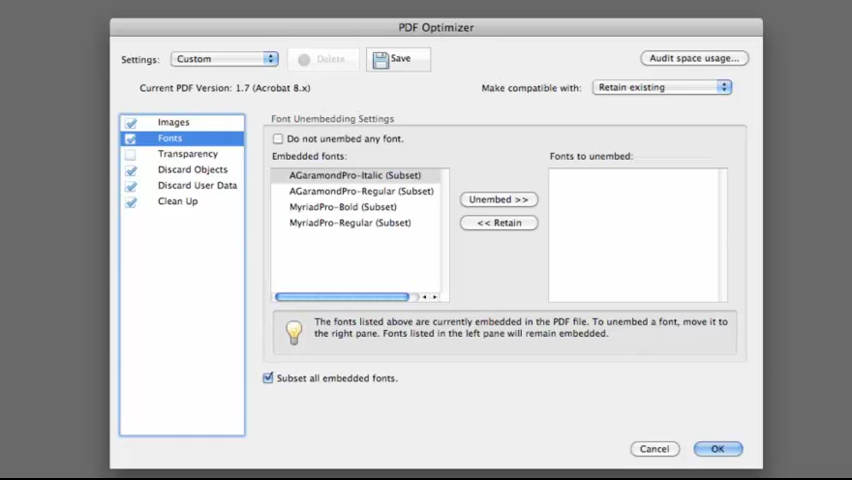 PDF Optimizer
Settings: Custom Delete Save Audit space usage...
Current PDF Version: 1.7 (Acrobat 8.x) Make compatible with: Retain existing
Images
Fonts
Transparency
Discard Objects
Discard User Data
Clean Up
Font Unembedding Settings
Do not unembed any font.
Embedded fonts:
AGaramondPro-Italic (Subset)
AGaramondPro-Regular (Subset)
MyriadPro-Bold (Subset)
MyriadPro-Regular (Subset)
Unembed >>
<< Retain
Fonts to unembed:
The fonts listed above are currently embedded in the PDF file. To unembed a font, move it to
the right pane. Fonts listed in the left pane will remain embedded.
Subset all embedded fonts.
Cancel OK